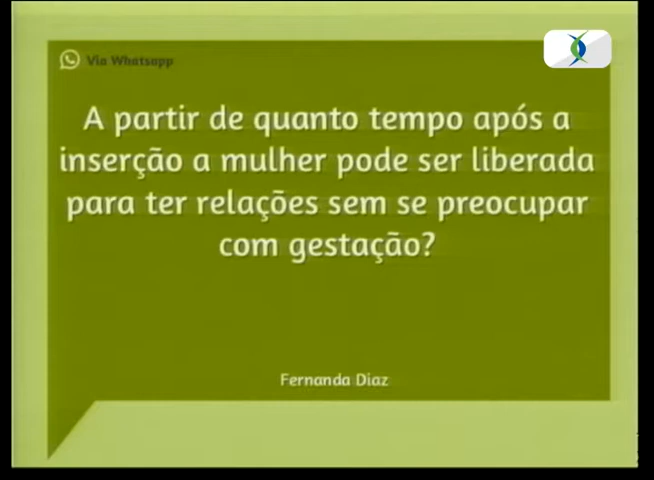 Via Whatsapp
A partir de quanto tempo após a
inserção a mulher pode ser liberada
para ter relações sem se preocupar
com gestação?
Fernanda Diaz